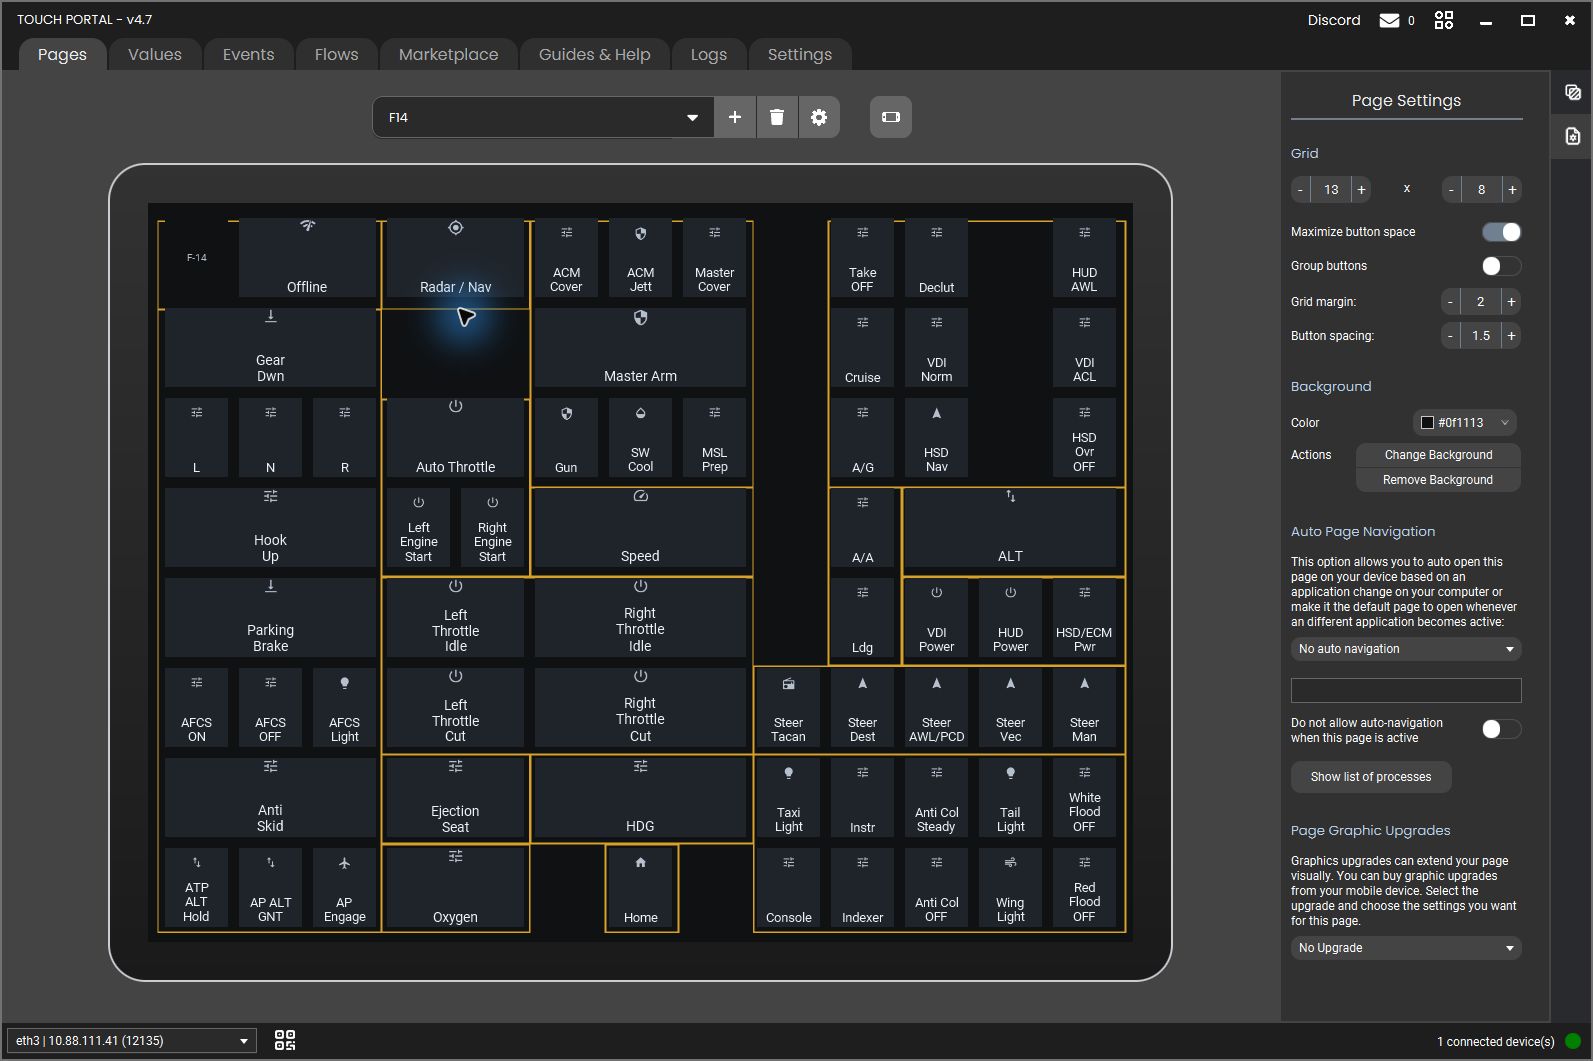 TOUCH PORTAL - v4.7
Discord
0
Pages
Values
Events
Flows
Marketplace
Guides & Help
Logs
Settings
F14
F-14
Offline
Radar / Nav
ACM
Cover
ACM
Jett
Master
Cover
Take
OFF
Declut
HUD
AWL
Gear
Dwn
Master Arm
Cruise
VDI
Norm
VDI
ACL
L
N
R
Auto Throttle
Gun
SW
Cool
MSL
Prep
A/G
HSD
Nav
HSD
Ovr
OFF
Hook
Up
Left
Engine
Start
Right
Engine
Start
Speed
A/A
ALT
Parking
Brake
Left
Throttle
Idle
Right
Throttle
Idle
Ldg
VDI
Power
HUD
Power
HSD/ECM
Pwr
AFCS
ON
AFCS
OFF
AFCS
Light
Left
Throttle
Cut
Right
Throttle
Cut
Steer
Tacan
Steer
Dest
Steer
AWL/PCD
Steer
Vec
Steer
Man
Anti
Skid
Ejection
Seat
HDG
Taxi
Light
Instr
Anti Col
Steady
Tail
Light
White
Flood
OFF
ATP
ALT
Hold
AP ALT
GNT
AP
Engage
Oxygen
Home
Console
Indexer
Anti Col
OFF
Wing
Light
Red
Flood
OFF
Page Settings
Grid
- 13 + x - 8 +
Maximize button space
Group buttons
Grid margin: - 2 +
Button spacing: - 1.5 +
Background
Color #0f1113
Actions Change Background
Remove Background
Auto Page Navigation
This option allows you to auto open this
page on your device based on an
application change on your computer or
make it the default page to open whenever
an different application becomes active:
No auto navigation
Do not allow auto-navigation
when this page is active
Show list of processes
Page Graphic Upgrades
Graphics upgrades can extend your page
visually. You can buy graphic upgrades
from your mobile device. Select the
upgrade and choose the settings you want
for this page.
No Upgrade
eth3 | 10.88.111.41 (12135)
1 connected device(s)